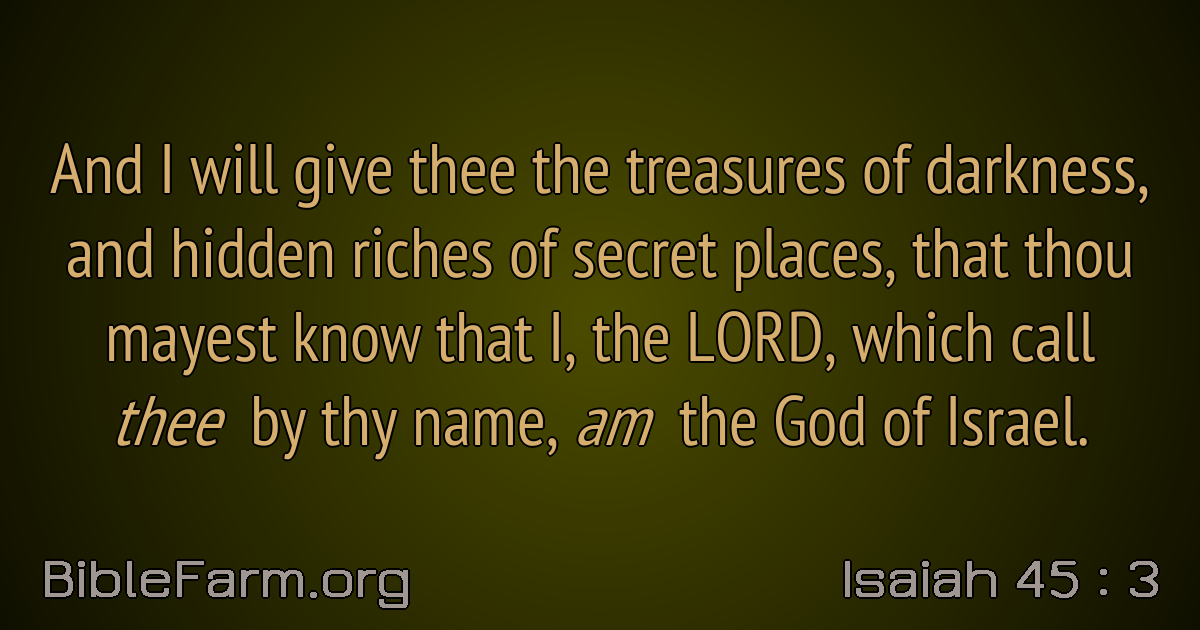 And I will give thee the treasures of darkness,
and hidden riches of secret places, that thou
mayest know that I, the LORD, which call
thee by thy name, am the God of Israel.
BibleFarm.org
Isaiah 45 : 3